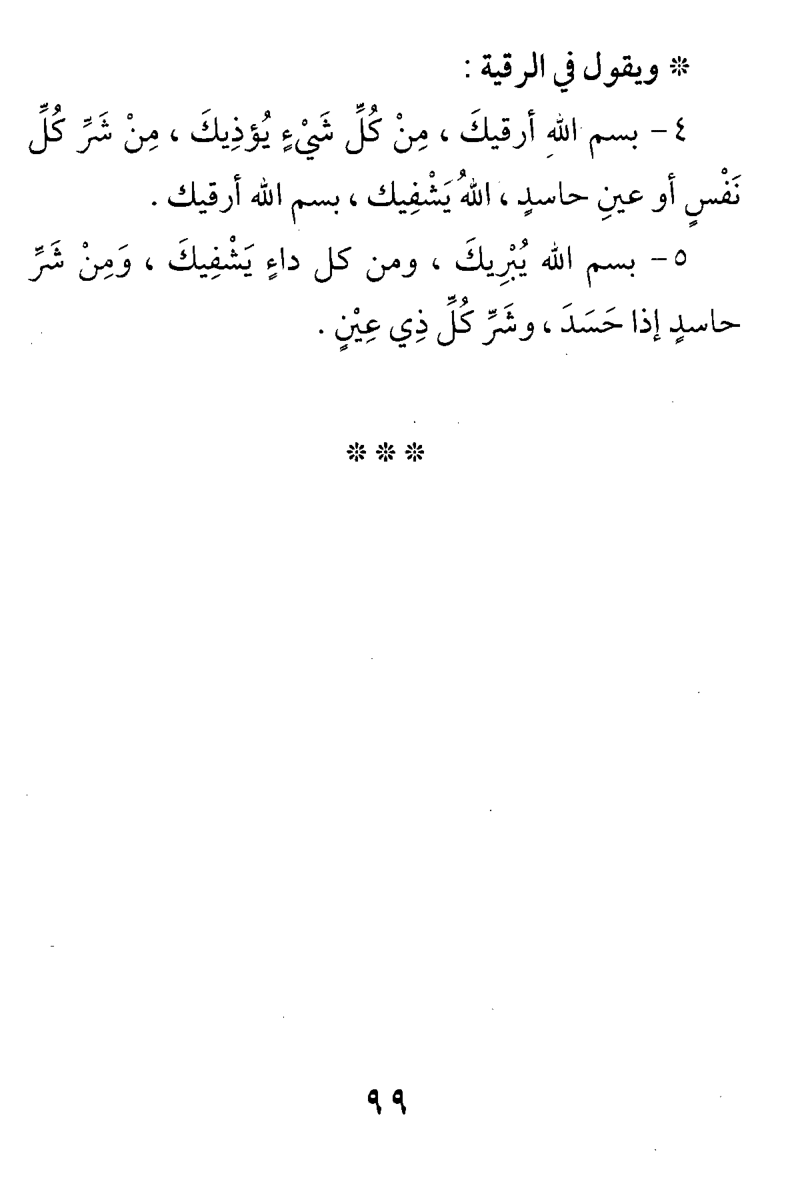 * ويقول في الرقية :
٤ - بسم اللهِ أرقيكَ ، مِنْ كُلِّ شَيْءٍ يُؤذِيكَ ، مِنْ شَرِّ كُلِّ
نَفْسٍ أو عينِ حاسدٍ ، اللهُ يَشْفِيك ، بسم الله أرقيك .
٥ - بسم الله يُبْرِيكَ ، ومن كل داءٍ يَشْفِيكَ ، وَمِنْ شَرِّ
حاسدٍ إذا حَسَدَ ، وشَرِّ كُلِّ ذِي عِيْنٍ .
* * *
٩٩